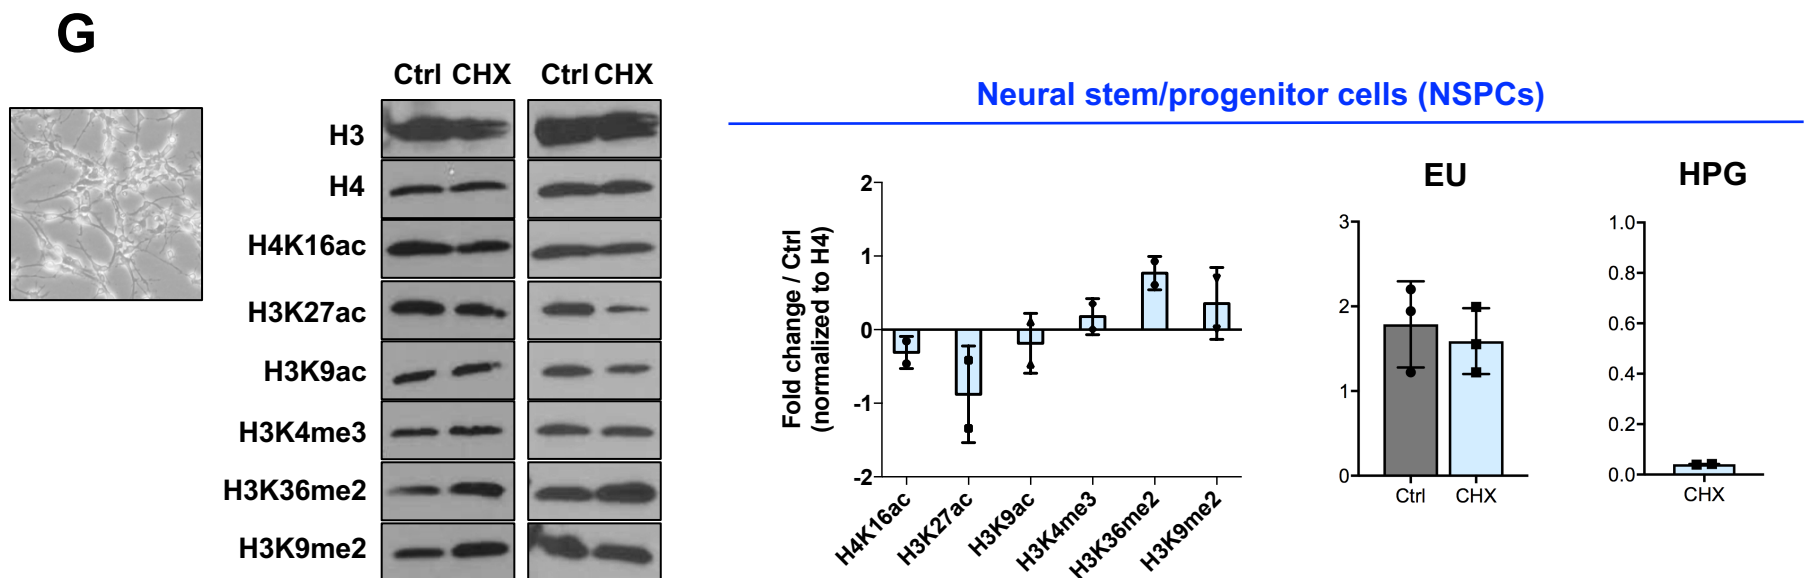 G
Ctrl CHX Ctrl CHX
H3
H4
H4K16ac
H3K27ac
H3K9ac
H3K4me3
H3K36me2
H3K9me2
Neural stem/progenitor cells (NSPCs)
Fold change / Ctrl
(normalized to H4)
2
1
0
-1
-2
H4K16ac
H3K27ac
H3K9ac
H3K4me3
H3K36me2
H3K9me2
EU
3
2
1
0
Ctrl CHX
HPG
1.0
0.8
0.6
0.4
0.2
0.0
CHX